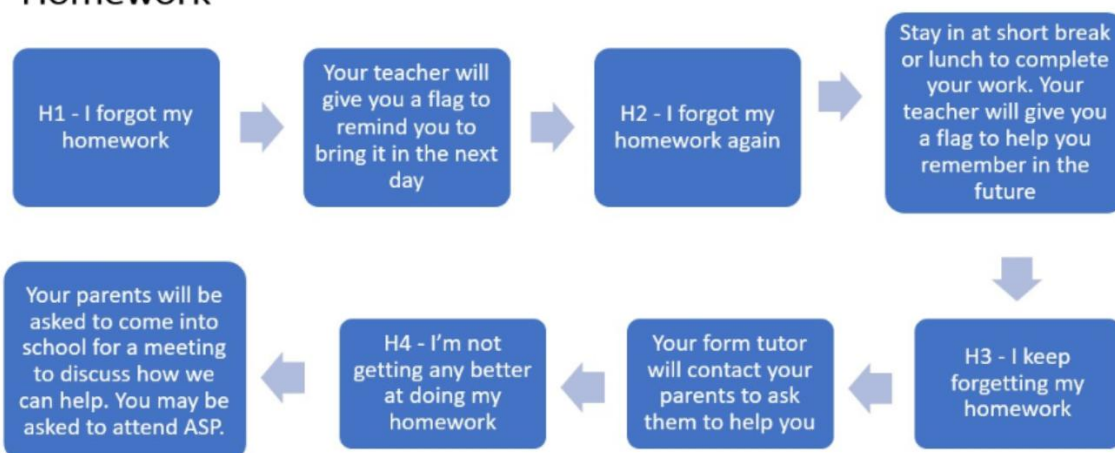 Homework
H1 - I forgot my
homework
Your teacher will
give you a flag to
remind you to
bring it in the next
day
H2 - I forgot my
homework again
Stay in at short break
or lunch to complete
your work. Your
teacher will give you
a flag to help you
remember in the
future
H3 - I keep
forgetting my
homework
Your form tutor
will contact your
parents to ask
them to help you
H4 - I’m not
getting any better
at doing my
homework
Your parents will be
asked to come into
school for a meeting
to discuss how we
can help. You may be
asked to attend ASP.